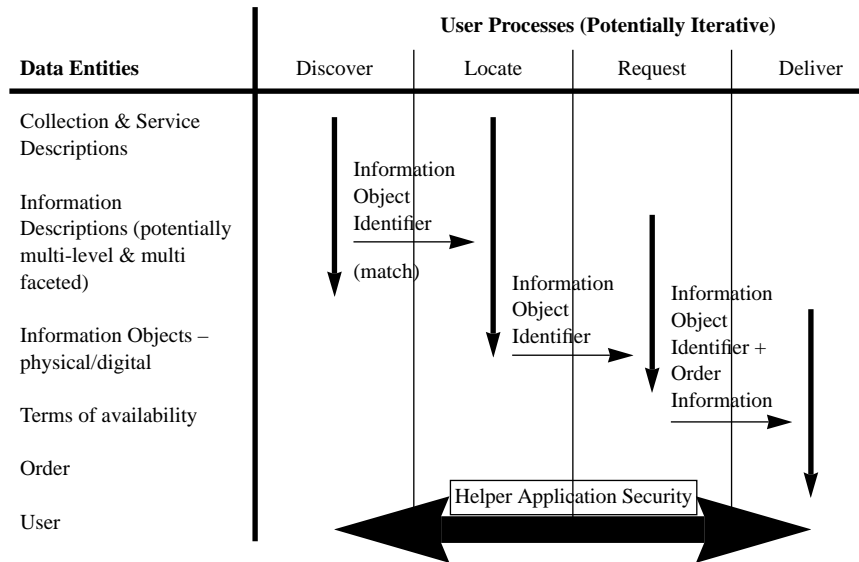 User Processes (Potentially Iterative)
Data Entities
Discover
Locate
Request
Deliver
Collection & Service
Descriptions
Information
Descriptions (potentially
multi-level & multi
faceted)
Information Objects –
physical/digital
Terms of availability
Order
User
Information
Object
Identifier
(match)
Information
Object
Identifier
Information
Object
Identifier +
Order
Information
Helper Application Security